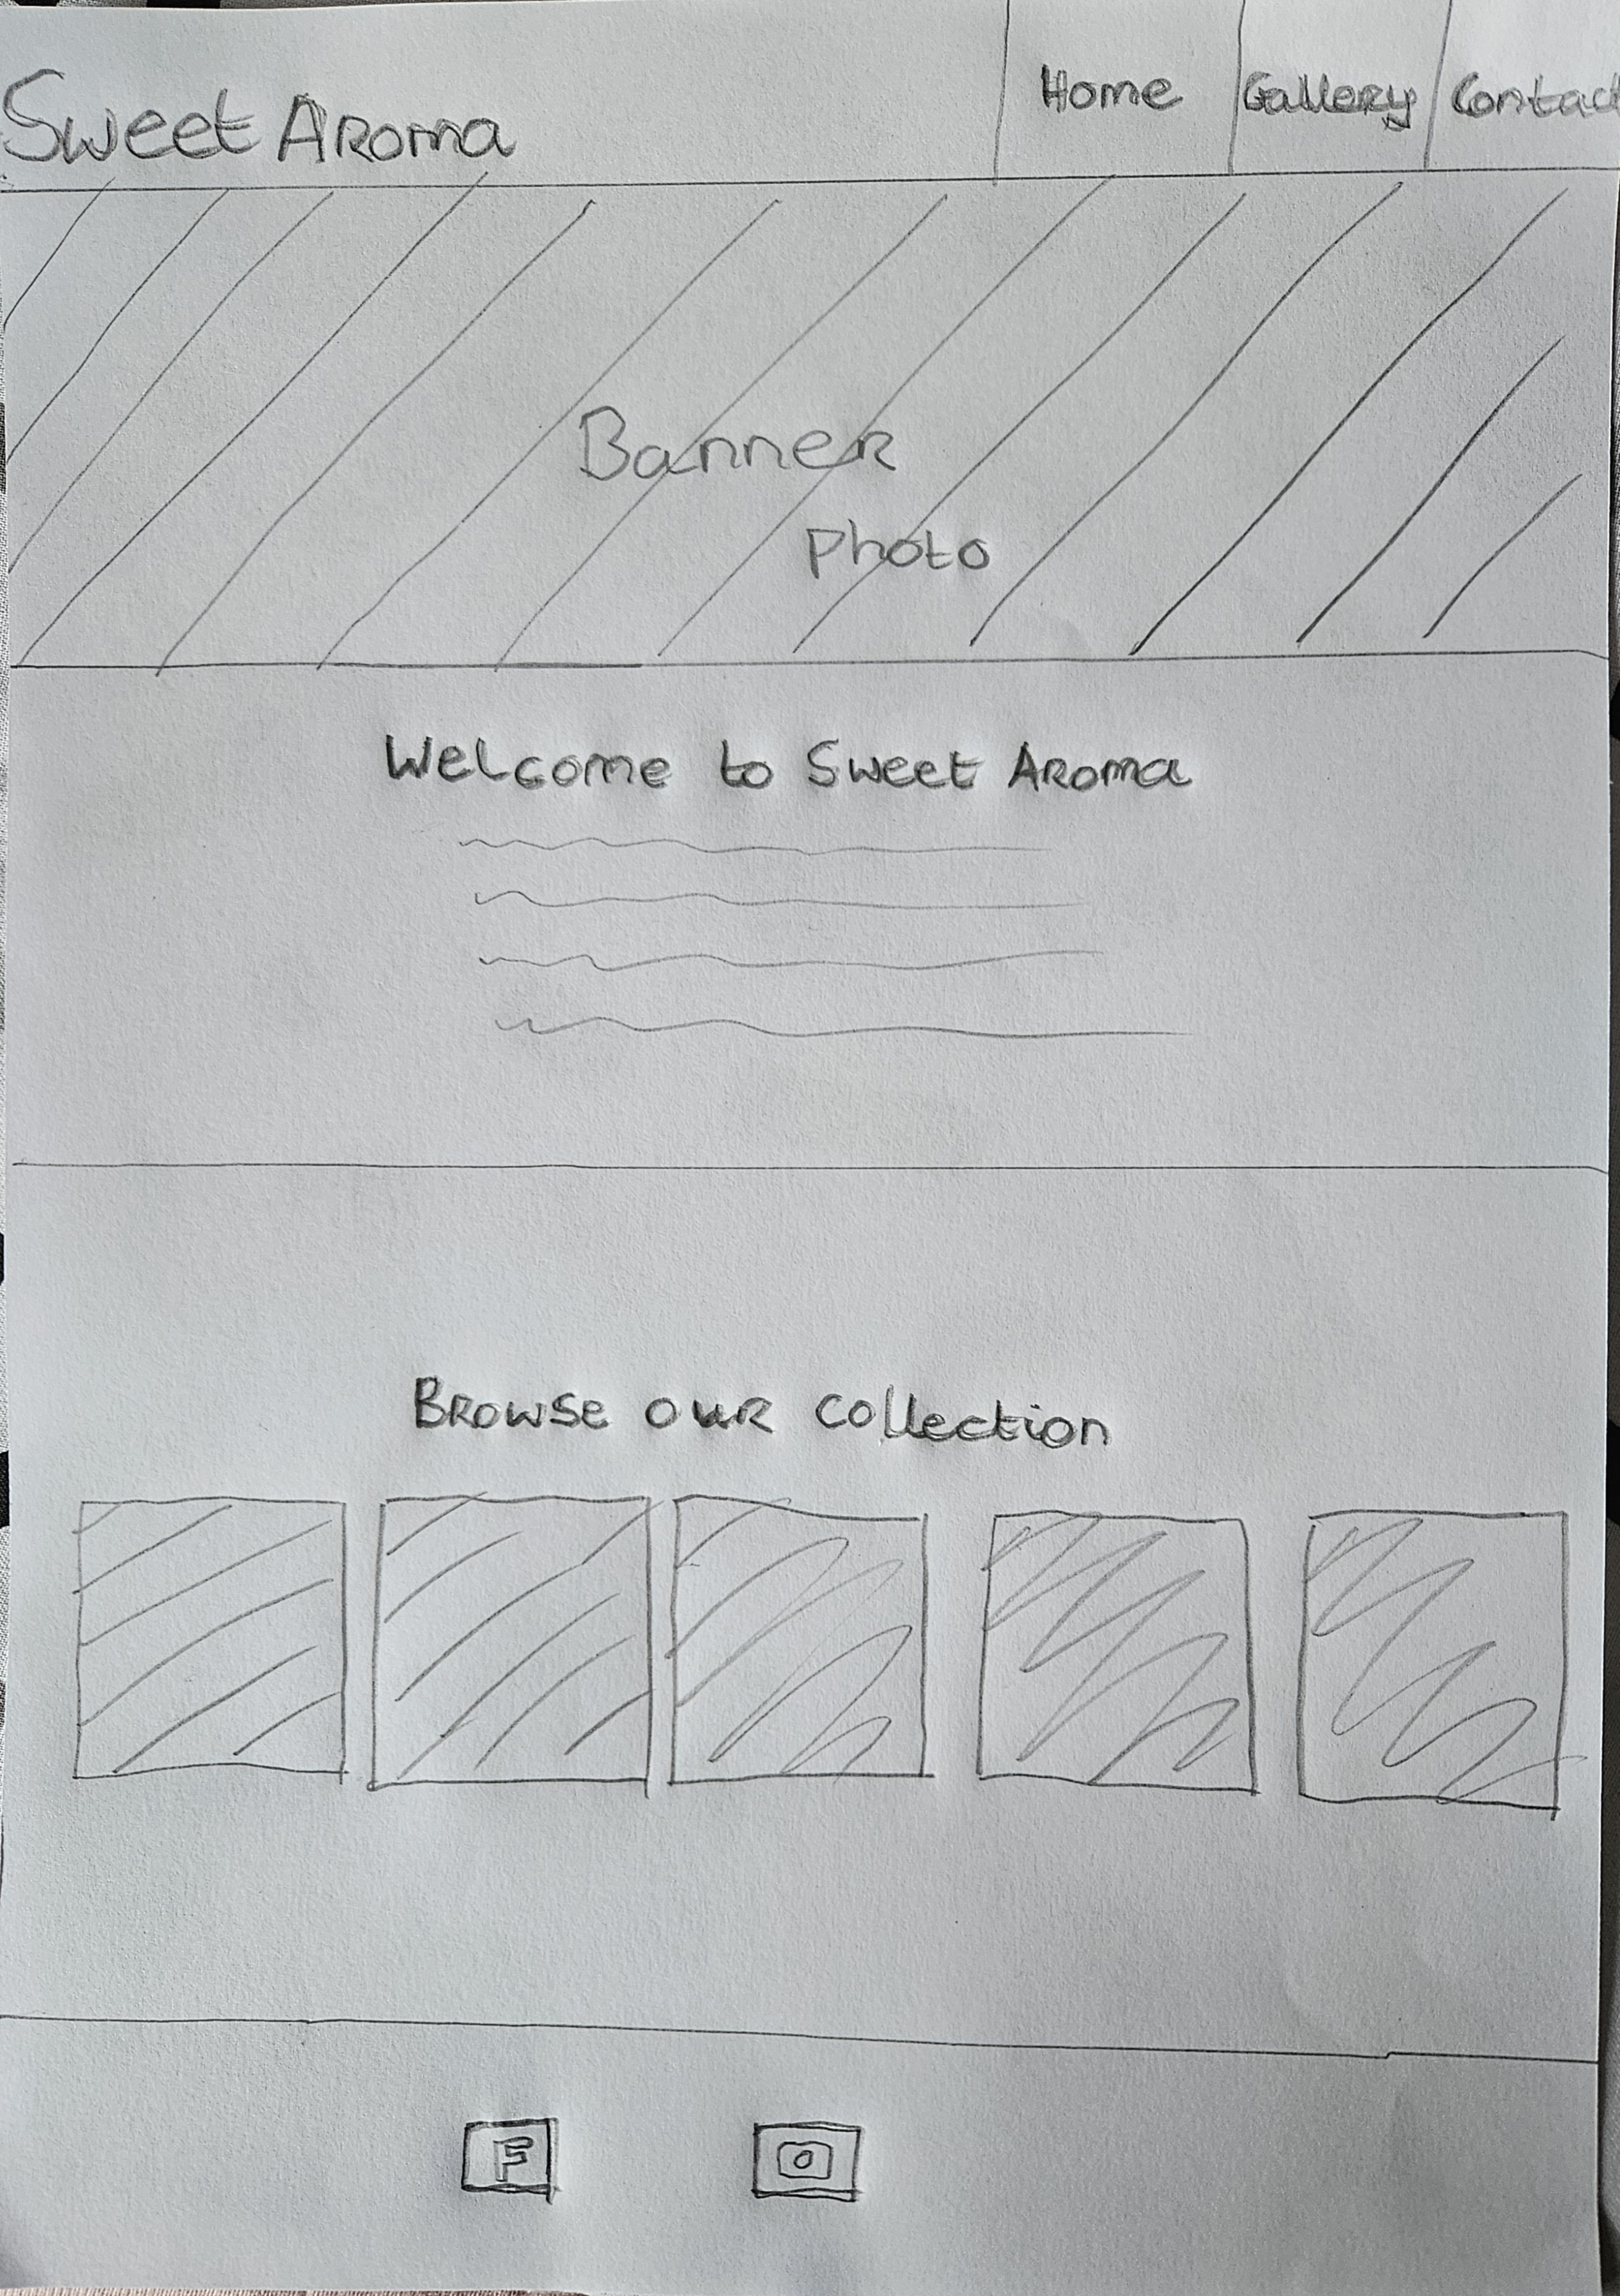 Sweet Aroma
Home Gallery Contact
Banner
Photo
Welcome to Sweet Aroma
Browse our collection
F